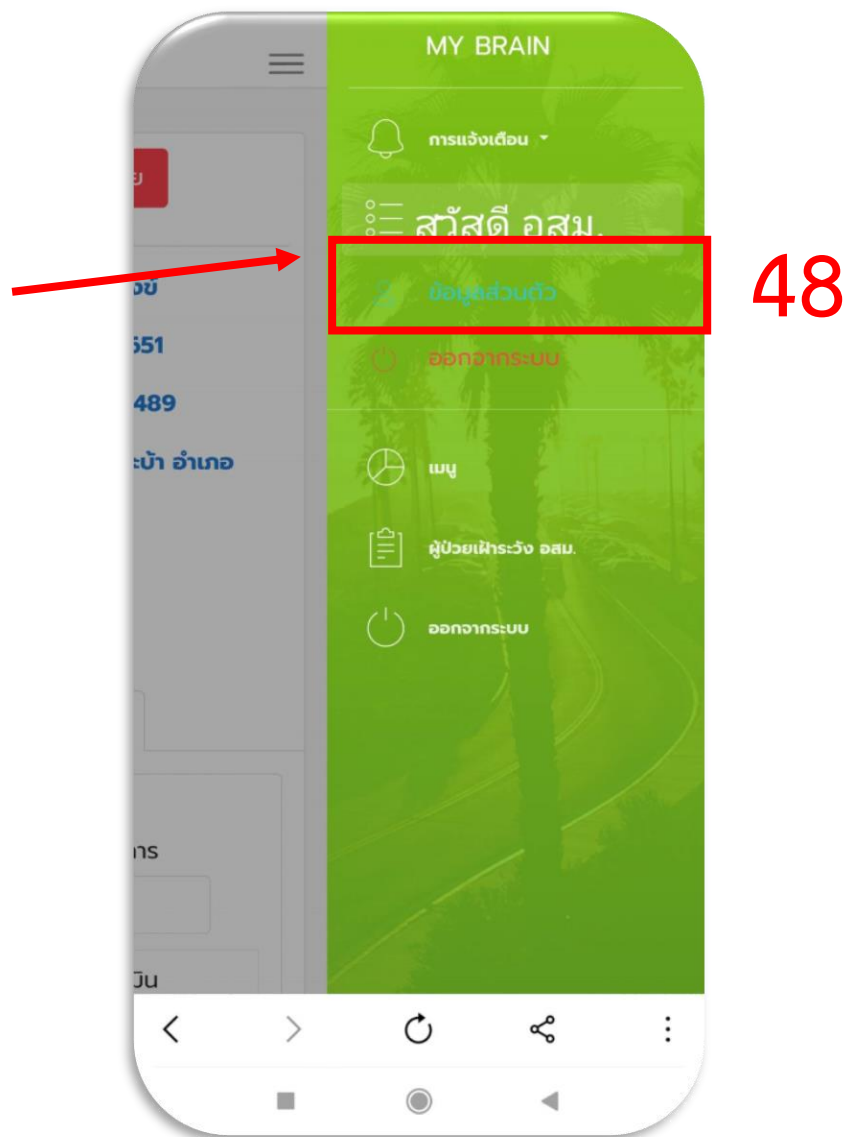 MY BRAIN
การแจ้งเตือน
ย
สวัสดี อสม.
48
ข้อมูลส่วนตัว
งษ์
651
ออกจากระบบ
489
ะบ้า อำเภอ
เมนู
ผู้ป่วยเฝ้าระวัง อสม.
ออกจากระบบ
าร
มิน